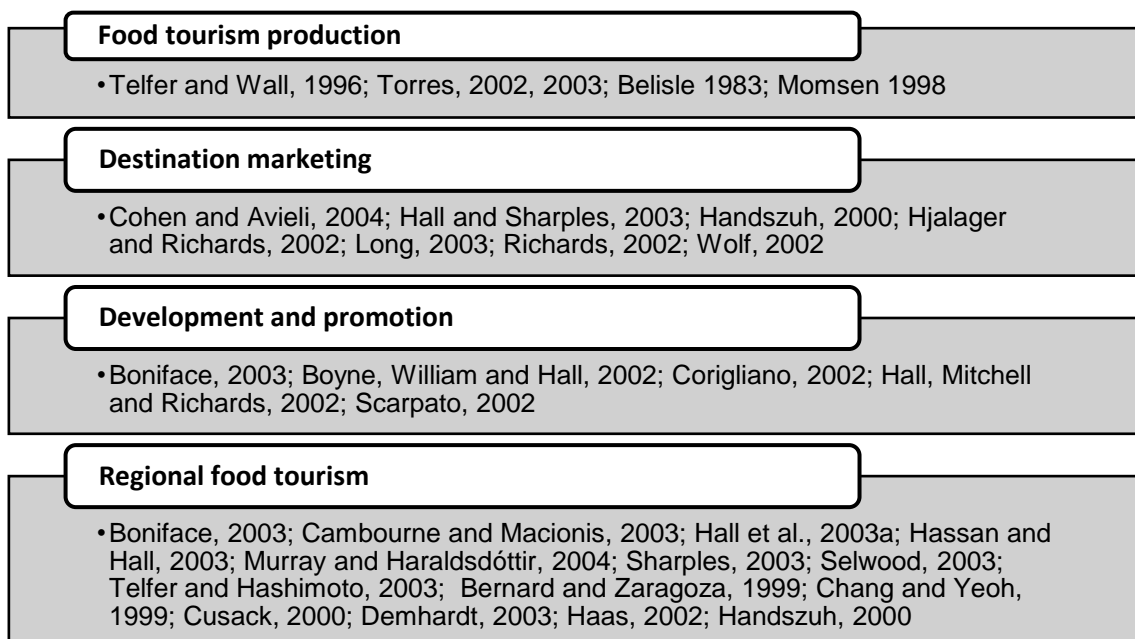 Food tourism production
•Telfer and Wall, 1996; Torres, 2002, 2003; Belisle 1983; Momsen 1998
Destination marketing
•Cohen and Avieli, 2004; Hall and Sharples, 2003; Handszuh, 2000; Hjalager
and Richards, 2002; Long, 2003; Richards, 2002; Wolf, 2002
Development and promotion
•Boniface, 2003; Boyne, William and Hall, 2002; Corigliano, 2002; Hall, Mitchell
and Richards, 2002; Scarpato, 2002
Regional food tourism
•Boniface, 2003; Cambourne and Macionis, 2003; Hall et al., 2003a; Hassan and
Hall, 2003; Murray and Haraldsdóttir, 2004; Sharples, 2003; Selwood, 2003;
Telfer and Hashimoto, 2003; Bernard and Zaragoza, 1999; Chang and Yeoh,
1999; Cusack, 2000; Demhardt, 2003; Haas, 2002; Handszuh, 2000